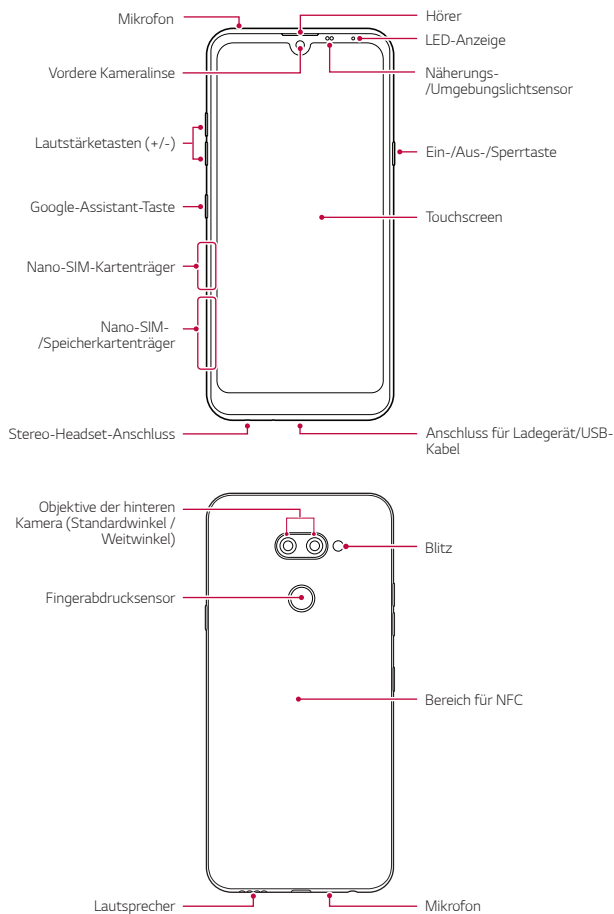 Mikrofon
Vordere Kameralinse
Lautstärketasten (+/-)
Google-Assistant-Taste
Nano-SIM-Kartenträger
Nano-SIM-
/Speicherkartenträger
Stereo-Headset-Anschluss
Hörer
LED-Anzeige
Näherungs-
/Umgebungslichtsensor
Ein-/Aus-/Sperrtaste
Touchscreen
Anschluss für Ladegerät/USB-
Kabel
Objektive der hinteren
Kamera (Standardwinkel /
Weitwinkel)
Fingerabdrucksensor
Lautsprecher
Blitz
Bereich für NFC
Mikrofon